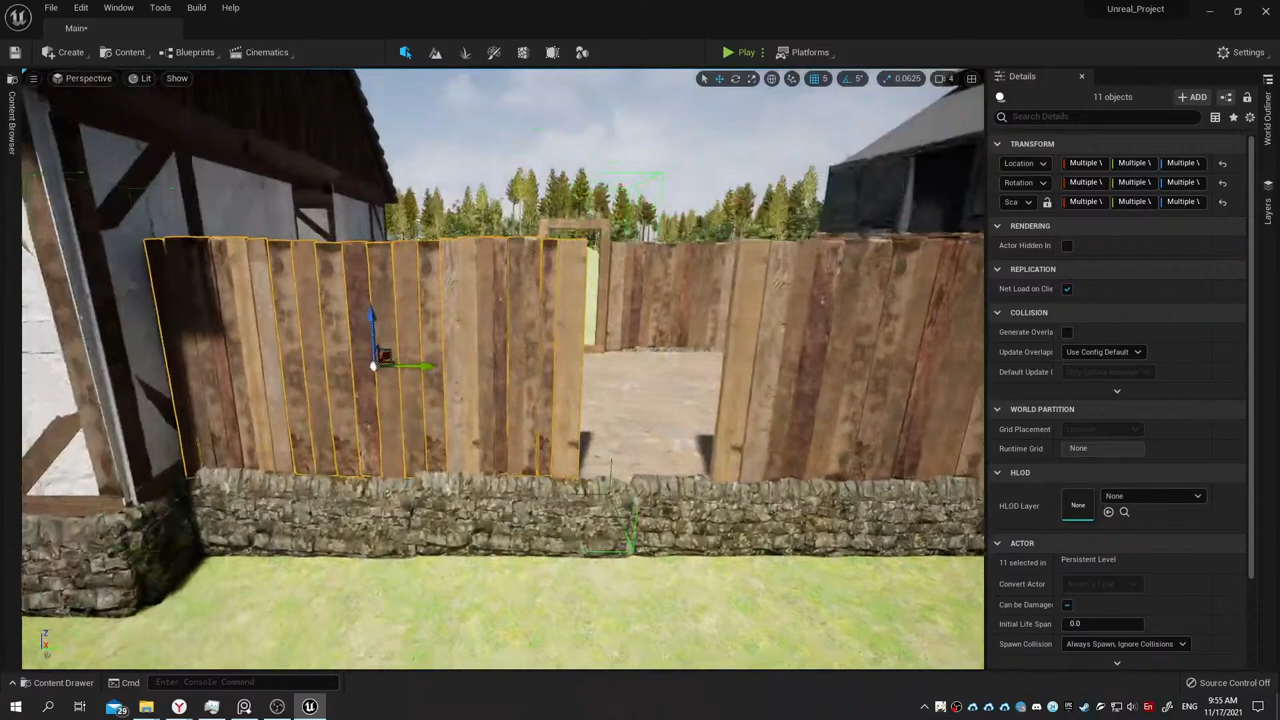 File Edit Window Tools Build Help
Unreal_Project
Main*
Create Content Blueprints Cinematics Play Platforms Settings
Perspective Lit Show 5 5° 0.0625 4
Details
11 objects
ADD
Search Details
TRANSFORM
Location Multiple \ Multiple \ Multiple \
Rotation Multiple \ Multiple \ Multiple \
Sca Multiple \ Multiple \ Multiple \
RENDERING
Actor Hidden In
REPLICATION
Net Load on Clie
COLLISION
Generate Overla
Update Overlaps Use Config Default
Default Update C
WORLD PARTITION
Grid Placement
Runtime Grid None
HLOD
HLOD Layer None None
ACTOR
11 selected in Persistent Level
Convert Actor Select a Type
Can be Damage
Initial Life Span 0.0
Spawn Collision Always Spawn, Ignore Collisions
Content Browser
World Outliner
Layers
Z
X
Content Drawer Cmd Enter Console Command Source Control Off
29
ENG
9:55 AM
11/17/2021